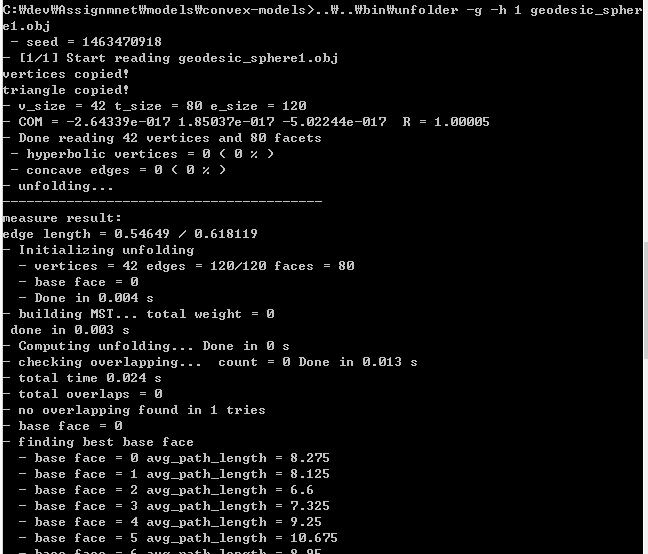 C:₩dev₩Assignmnet₩models₩convex-models>..₩..₩bin₩unfolder -g -h 1 geodesic_spher
e1.obj
- seed = 1463470918
- [1/1] Start reading geodesic_sphere1.obj
vertices copied!
triangle copied!
- v_size = 42 t_size = 80 e_size = 120
- COM = -2.64339e-017 1.85037e-017 -5.02244e-017  R = 1.00005
- Done reading 42 vertices and 80 facets
- hyperbolic vertices = 0 ( 0 % )
- concave edges = 0 ( 0 % )
- unfolding...
----------------------------------------
measure result:
edge length = 0.54649 / 0.618119
- Initializing unfolding
- vertices = 42 edges = 120/120 faces = 80
- base face = 0
- Done in 0.004 s
- building MST... total weight = 0
done in 0.003 s
- Computing unfolding... Done in 0 s
- checking overlapping...  count = 0 Done in 0.013 s
- total time 0.024 s
- total overlaps = 0
- no overlapping found in 1 tries
- base face = 0
- finding best base face
- base face = 0 avg_path_length = 8.275
- base face = 1 avg_path_length = 8.125
- base face = 2 avg_path_length = 6.6
- base face = 3 avg_path_length = 7.325
- base face = 4 avg_path_length = 9.25
- base face = 5 avg_path_length = 10.675
- base face = 6 avg_path_length = 8.95